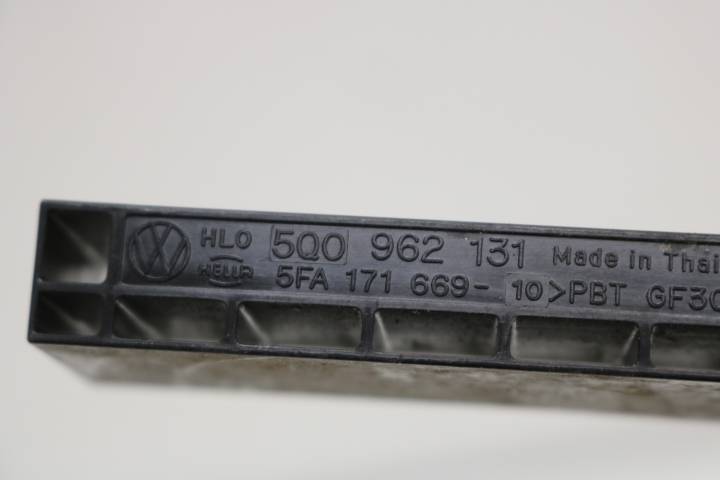 HLO 5Q0 962 131 Made in Thai
HELLA 5FA 171 669- 10 >PBT GF30